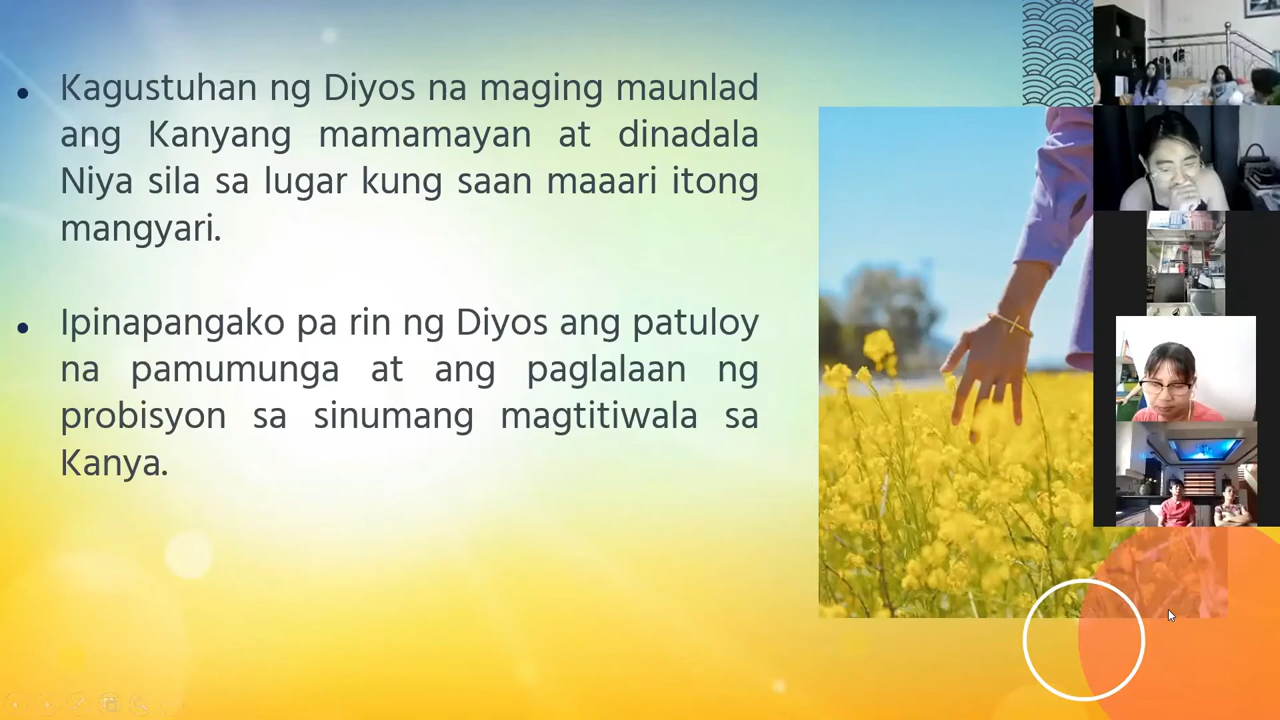 Kagustuhan ng Diyos na maging maunlad
ang Kanyang mamamayan at dinadala
Niya sila sa lugar kung saan maaari itong
mangyari.
Ipinapangako pa rin ng Diyos ang patuloy
na pamumunga at ang paglalaan ng
probisyon sa sinumang magtitiwala sa
Kanya.